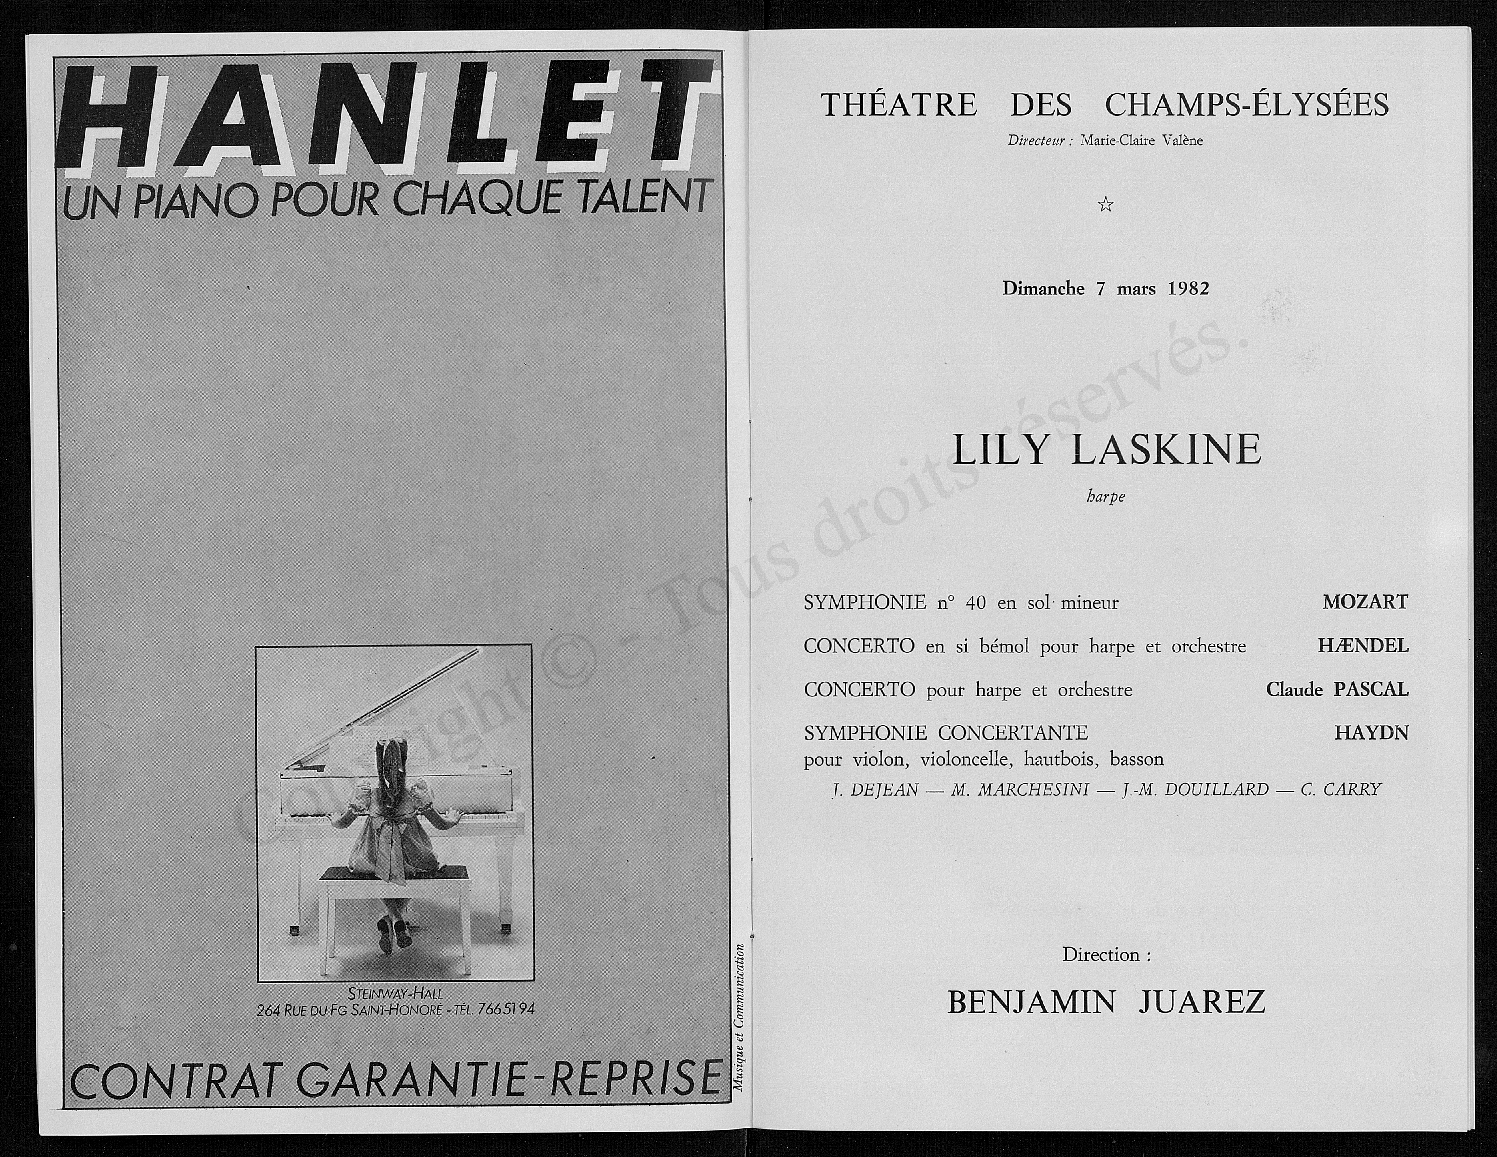 HANLET
UN PIANO POUR CHAQUE TALENT
STEINWAY-HALL
264 RUE DU FG SAINT-HONORÉ - TÉL. 766 51 94
CONTRAT GARANTIE-REPRISE
Musique et Communication
THÉATRE DES CHAMPS-ÉLYSÉES
Directeur : Marie-Claire Valène
☆
Dimanche 7 mars 1982
LILY LASKINE
harpe
SYMPHONIE n° 40 en sol mineur MOZART
CONCERTO en si bémol pour harpe et orchestre HÆNDEL
CONCERTO pour harpe et orchestre Claude PASCAL
SYMPHONIE CONCERTANTE HAYDN
pour violon, violoncelle, hautbois, basson
J. DEJEAN — M. MARCHESINI — J.-M. DOUILLARD — C. CARRY
Direction :
BENJAMIN JUAREZ
Copyright © - Tous droits réservés.